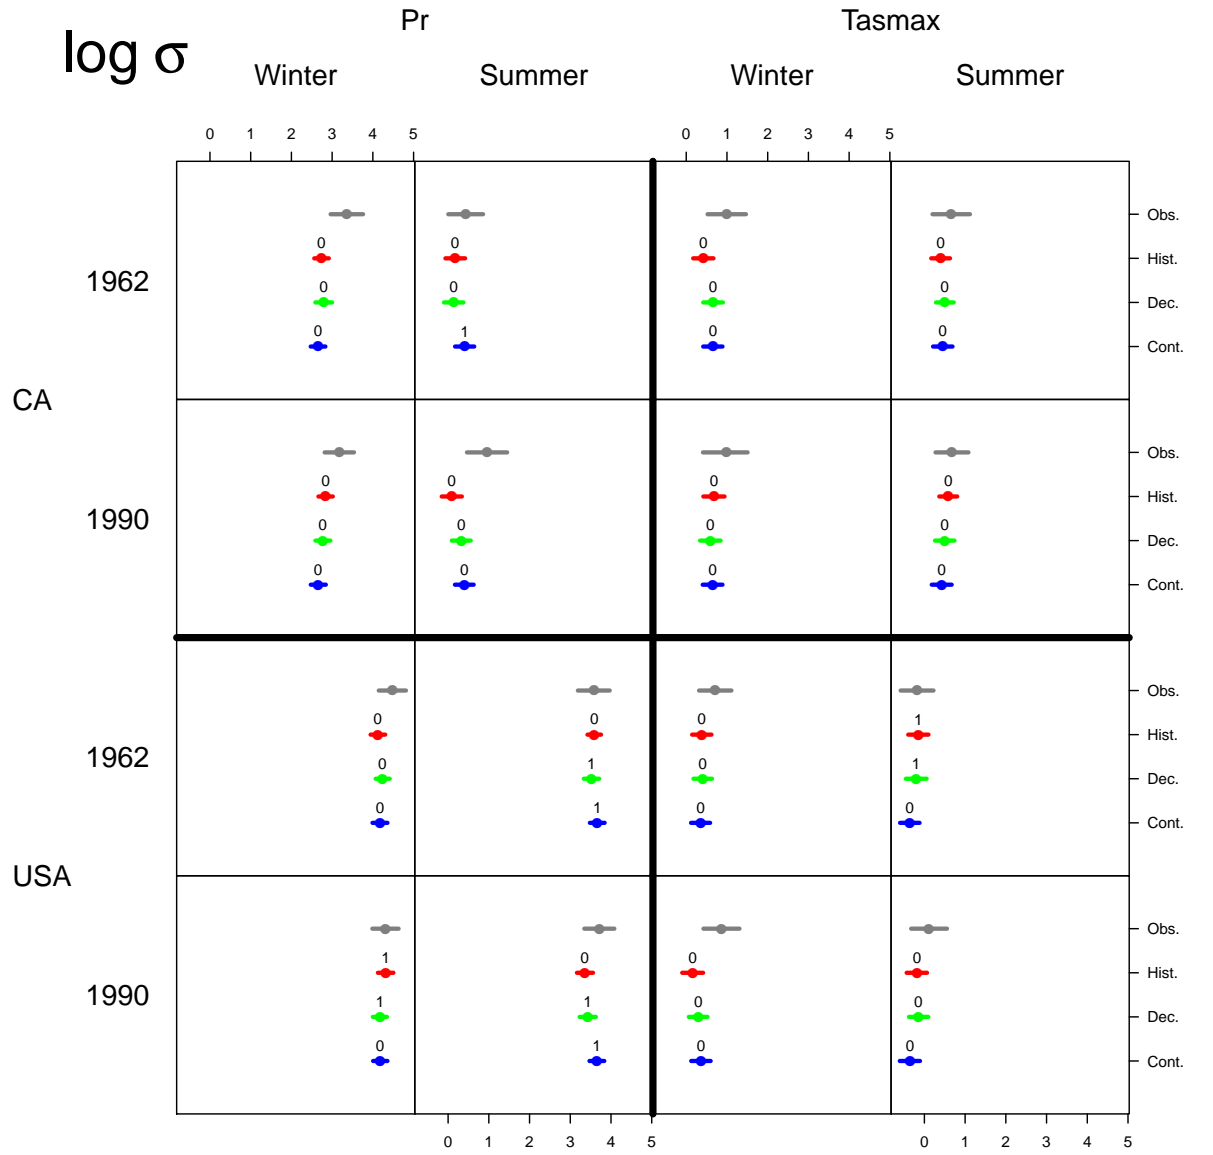 Pr Tasmax
log σ
Winter Summer Winter Summer
0 1 2 3 4 5 0 1 2 3 4 5
Obs.
0 0 0 0 Hist.
1962 0 0 0 0 Dec.
0 1 0 0 Cont.
CA
Obs.
0 0 0 0 Hist.
1990 0 0 0 0 Dec.
0 0 0 0 Cont.
Obs.
0 0 0 1 Hist.
1962 0 1 0 1 Dec.
0 1 0 0 Cont.
USA
Obs.
1 0 0 0 Hist.
1990 1 1 0 0 Dec.
0 1 0 0 Cont.
0 1 2 3 4 5 0 1 2 3 4 5